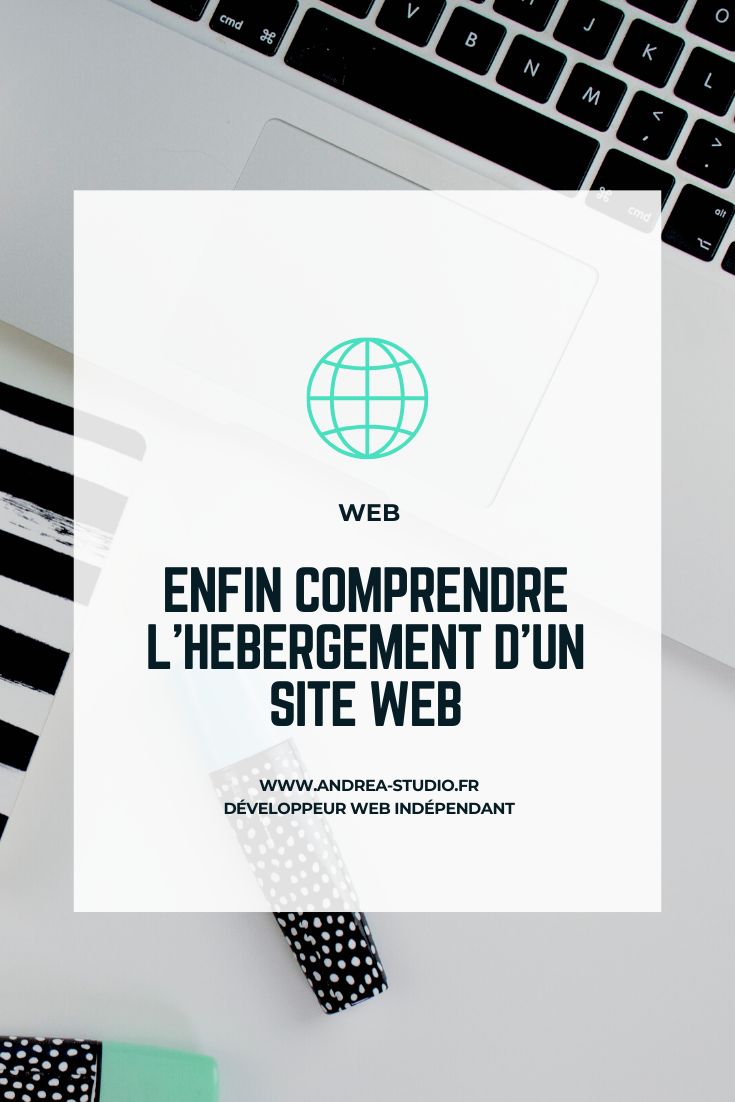 cmd ⌘
V
B
N
J
M
K
O
L
<
,
>
.
⌘ cmd
alt
⌥
WEB
ENFIN COMPRENDRE
L'HEBERGEMENT D'UN
SITE WEB
WWW.ANDREA-STUDIO.FR
DÉVELOPPEUR WEB INDÉPENDANT